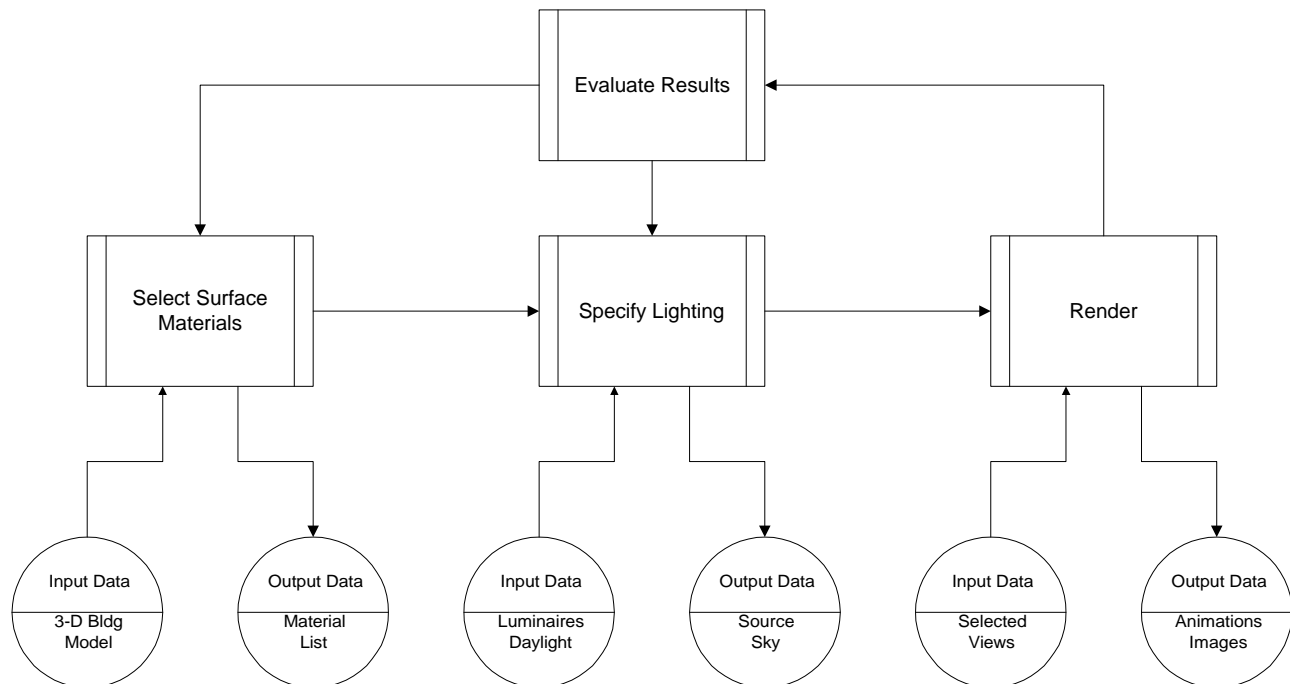 Evaluate Results
Select Surface
Materials
Specify Lighting
Render
Input Data
3-D Bldg
Model
Output Data
Material
List
Input Data
Luminaires
Daylight
Output Data
Source
Sky
Input Data
Selected
Views
Output Data
Animations
Images